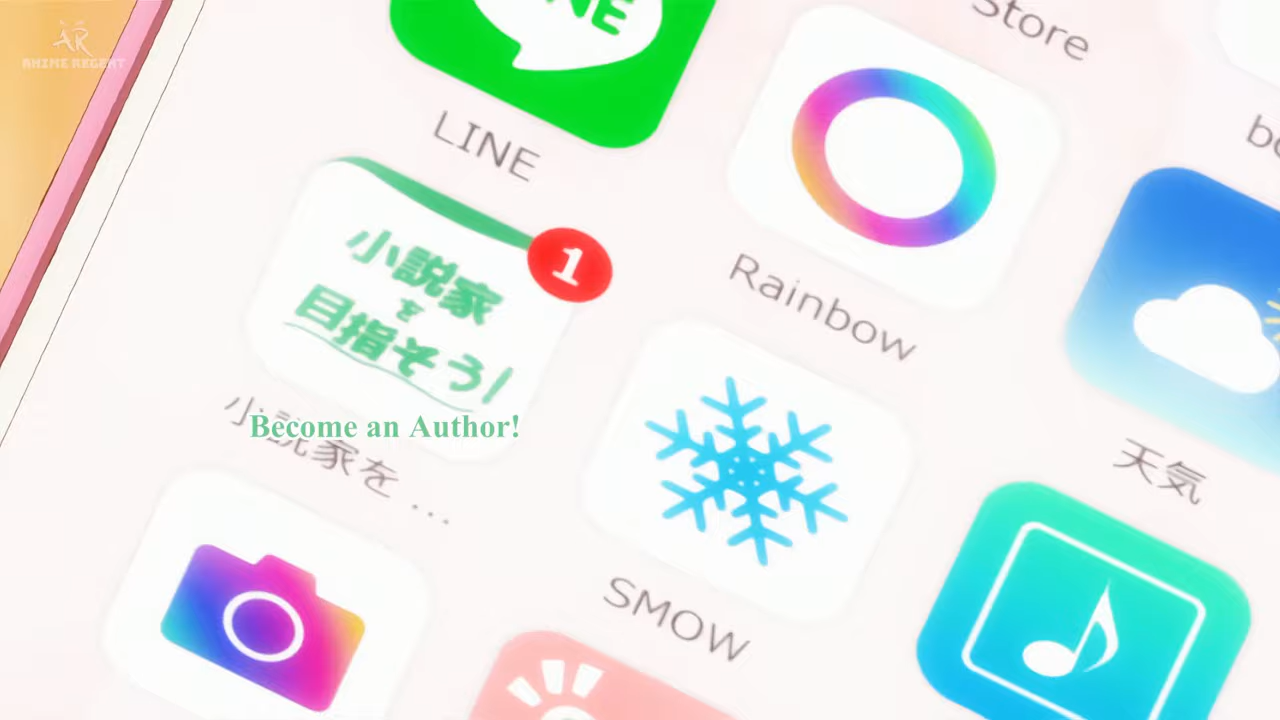 AR
ANIME REGENT
Store
LINE
LINE
小説家
を
目指そう!
1
Rainbow
小説家を ...
Become an Author!
天気
SMOW